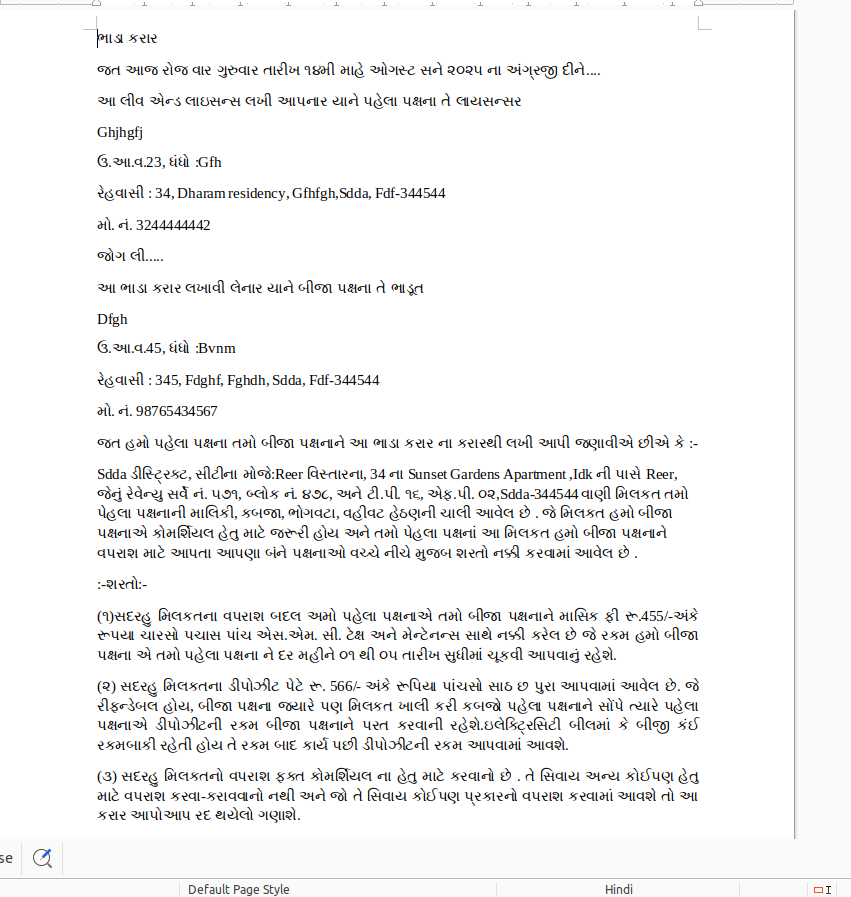 ભાડા કરાર
જત આજ રોજ વાર ગુરુવાર તારીખ ૧૪મી માહે ઓગસ્ટ સને ૨૦૨૫ ના અંગ્રજી દીને....
આ લીવ એન્ડ લાઇસન્સ લખી આપનાર યાને પહેલા પક્ષના તે લાયસન્સર
Ghjhgfj
ઉ.આ.વ.23, ધંધો :Gfh
રેહવાસી : 34, Dharam residency, Gfhfgh,Sdda, Fdf-344544
મો. નં. 3244444442
જોગ લી.....
આ ભાડા કરાર લખાવી લેનાર યાને બીજા પક્ષના તે ભાડૂત
Dfgh
ઉ.આ.વ.45, ધંધો :Bvnm
રેહવાસી : 345, Fdghf, Fghdh, Sdda, Fdf-344544
મો. નં. 98765434567
જત હમો પહેલા પક્ષના તમો બીજા પક્ષનાને આ ભાડા કરાર ના કરારથી લખી આપી જણાવીએ છીએ કે :-
Sdda ડીસ્ટ્રિક્ટ, સીટીના મોજે:Reer વિસ્તારના, 34 ના Sunset Gardens Apartment ,Idk ની પાસે Reer,
જેનું રેવેન્યુ સર્વે નં. ૫૭૧, બ્લોક નં. ૪૭૮, અને ટી.પી. ૧૬, એફ.પી. ૦૨,Sdda-344544 વાણી મિલકત તમો
પેહલા પક્ષનાની માલિકી, કબજા, ભોગવટા, વહીવટ હેઠણની ચાલી આવેલ છે . જે મિલકત હમો બીજા
પક્ષનાએ કોમર્શિયલ હેતુ માટે જરૂરી હોય અને તમો પેહલા પક્ષનાં આ મિલકત હમો બીજા પક્ષનાને
વપરાશ માટે આપતા આપણા બંને પક્ષનાઓ વચ્ચે નીચે મુજબ શરતો નક્કી કરવામાં આવેલ છે .
:-શરતો:-
(૧)સદરહુ મિલકતના વપરાશ બદલ અમો પહેલા પક્ષનાએ તમો બીજા પક્ષનાને માસિક ફી રૂ.455/-અંકે
રૂપયા ચારસો પચાસ પાંચ એસ.એમ. સી. ટેક્ષ અને મેન્ટેનન્સ સાથે નક્કી કરેલ છે જે રકમ હમો બીજા
પક્ષના એ તમો પહેલા પક્ષના ને દર મહીને ૦૧ થી ૦૫ તારીખ સુધીમાં ચૂકવી આપવાનું રહેશે.
(૨) સદરહુ મિલકતના ડીપોઝીટ પેટે રૂ. 566/- અંકે રૂપિયા પાંચસો સાઠ છ પુરા આપવામાં આવેલ છે. જે
રીફન્ડેબલ હોય, બીજા પક્ષના જ્યારે પણ મિલકત ખાલી કરી કબજો પહેલા પક્ષનાને સોંપે ત્યારે પહેલા
પક્ષનાએ ડીપોઝીટની રકમ બીજા પક્ષનાને પરત કરવાની રહેશે.ઇલેક્ટ્રિસિટી બીલમાં કે બીજી કંઈ
રકમબાકી રહેતી હોય તે રકમ બાદ કાર્ય પછી ડીપોઝીટની રકમ આપવામાં આવશે.
(૩) સદરહુ મિલકતનો વપરાશ ફક્ત કોમર્શિયલ ના હેતુ માટે કરવાનો છે . તે સિવાય અન્ય કોઈપણ હેતુ
માટે વપરાશ કરવા-કરાવવાનો નથી અને જો તે સિવાય કોઈપણ પ્રકારનો વપરાશ કરવામાં આવશે તો આ
કરાર આપોઆપ રદ થયેલો ગણાશે.
se
Default Page Style Hindi